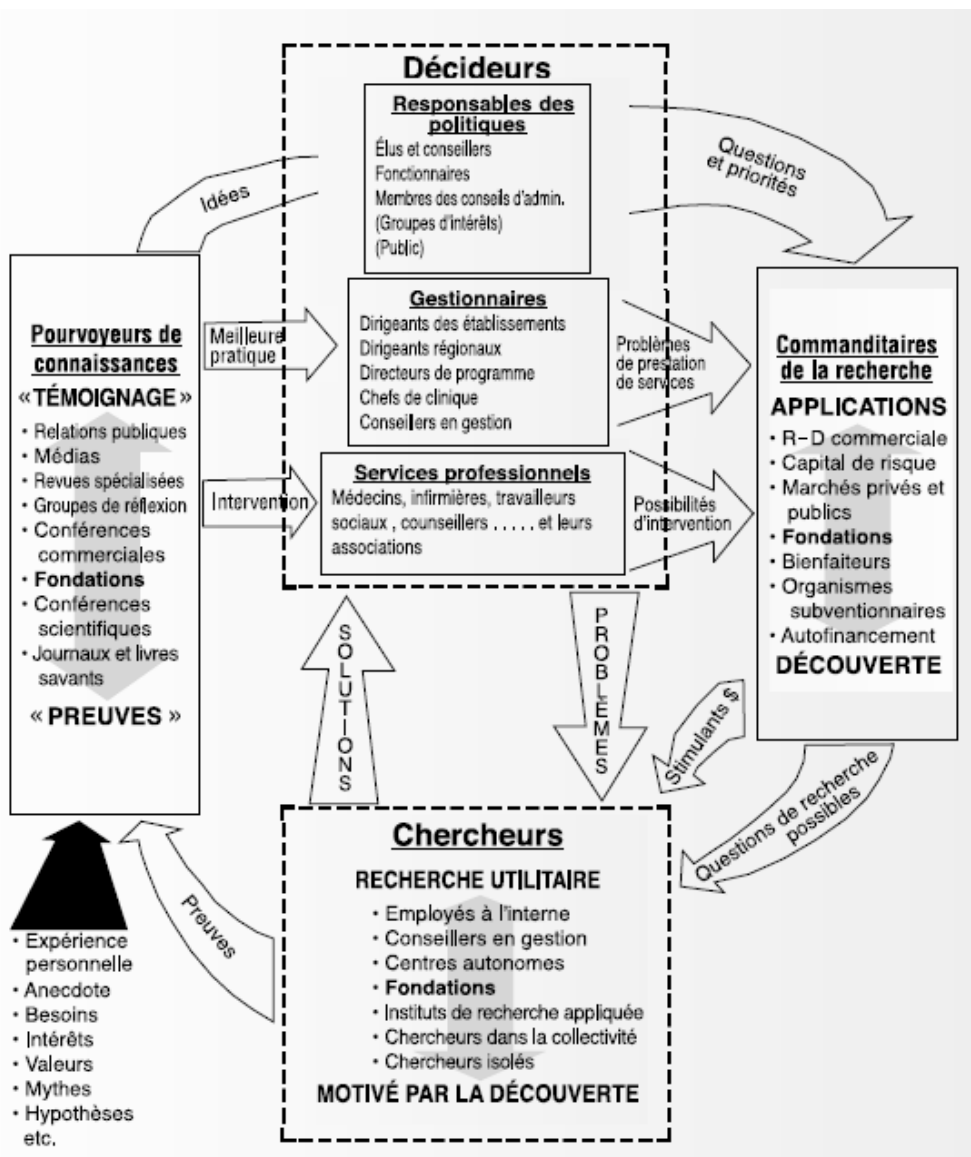 Décideurs
Responsables des
politiques
Élus et conseillers
Fonctionnaires
Membres des conseils d'admin.
(Groupes d'intérêts)
(Public)
Idées
Questions
et priorités
Pourvoyeurs de
connaissances
« TÉMOIGNAGE »
• Relations publiques
• Médias
• Revues spécialisées
• Groupes de réflexion
• Conférences
commerciales
• Fondations
• Conférences
scientifiques
• Journaux et livres
savants
« PREUVES »
Meilleure
pratique
Intervention
Gestionnaires
Dirigeants des établissements
Dirigeants régionaux
Directeurs de programme
Chefs de clinique
Conseillers en gestion
Services professionnels
Médecins, infirmières, travailleurs
sociaux , counseillers . . . . . et leurs
associations
Problèmes
de prestation
de services
Possibilités
d'intervention
Commanditaires
de la recherche
APPLICATIONS
• R–D commerciale
• Capital de risque
• Marchés privés et
publics
• Fondations
• Bienfaiteurs
• Organismes
subventionnaires
• Autofinancement
DÉCOUVERTE
SOLUTIONS
PROBLÈMES
Stimulants $
Questions de recherche
possibles
Chercheurs
RECHERCHE UTILITAIRE
• Employés à l'interne
• Conseillers en gestion
• Centres autonomes
• Fondations
• Instituts de recherche appliquée
• Chercheurs dans la collectivité
• Chercheurs isolés
MOTIVÉ PAR LA DÉCOUVERTE
Preuves
• Expérience
personnelle
• Anecdote
• Besoins
• Intérêts
• Valeurs
• Mythes
• Hypothèses
etc.